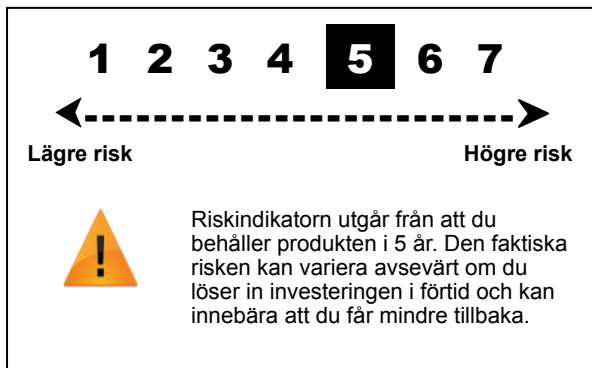 1 2 3 4 5 6 7
Lägre risk Högre risk
!
Riskindikatorn utgår från att du
behåller produkten i 5 år. Den faktiska
risken kan variera avsevärt om du
löser in investeringen i förtid och kan
innebära att du får mindre tillbaka.